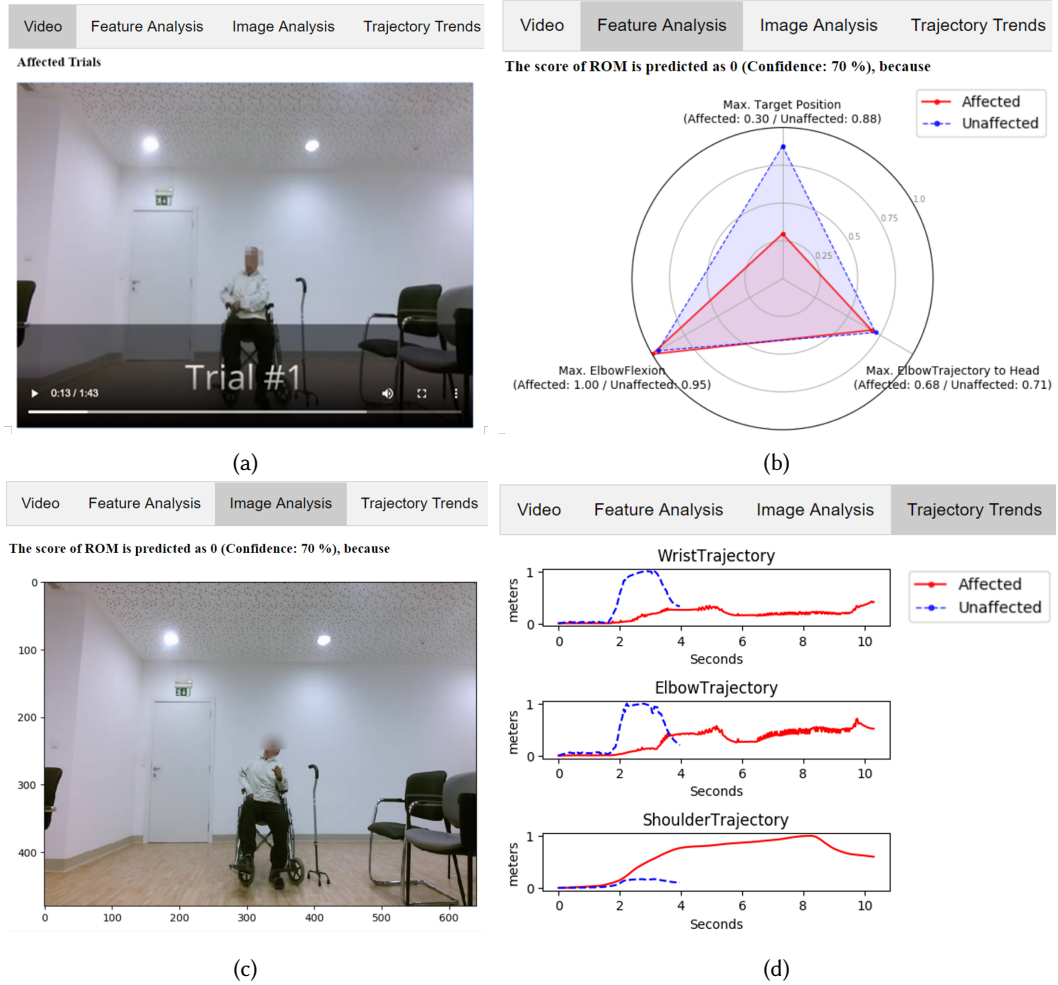 Video Feature Analysis Image Analysis Trajectory Trends
Affected Trials
Trial #1
0:13 / 1:43
(a)
Video Feature Analysis Image Analysis Trajectory Trends
The score of ROM is predicted as 0 (Confidence: 70 %), because
Affected
Unaffected
Max. Target Position
(Affected: 0.30 / Unaffected: 0.88)
1.0
0.75
0.5
0.25
Max. ElbowFlexion
(Affected: 1.00 / Unaffected: 0.95)
Max. ElbowTrajectory to Head
(Affected: 0.68 / Unaffected: 0.71)
(b)
Video Feature Analysis Image Analysis Trajectory Trends
The score of ROM is predicted as 0 (Confidence: 70 %), because
0
100
200
300
400
0 100 200 300 400 500 600
(c)
Video Feature Analysis Image Analysis Trajectory Trends
Affected
Unaffected
WristTrajectory
meters
1
0
0 2 4 6 8 10
Seconds
ElbowTrajectory
meters
1
0
0 2 4 6 8 10
Seconds
ShoulderTrajectory
meters
1
0
0 2 4 6 8 10
Seconds
(d)